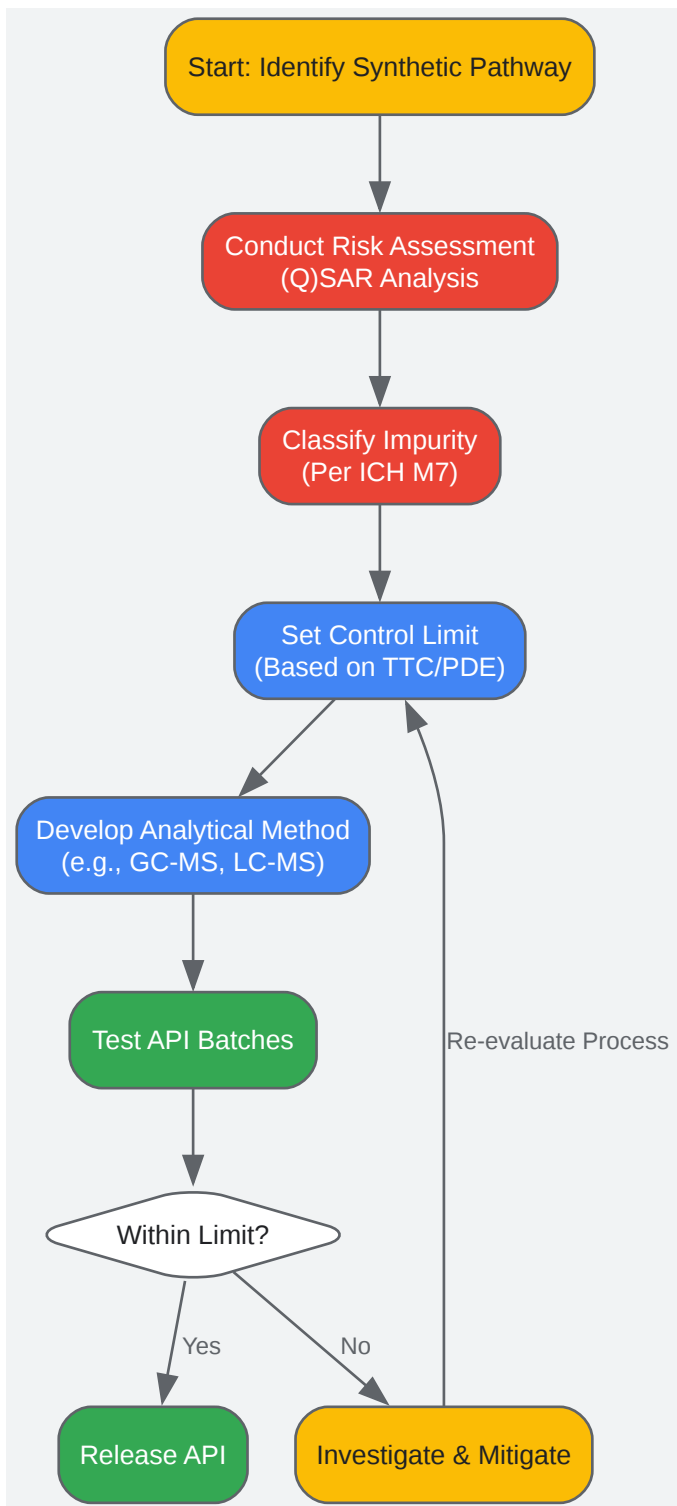 Start: Identify Synthetic Pathway
Conduct Risk Assessment
(Q)SAR Analysis
Classify Impurity
(Per ICH M7)
Set Control Limit
(Based on TTC/PDE)
Develop Analytical Method
(e.g., GC-MS, LC-MS)
Test API Batches
Re-evaluate Process
Within Limit?
Yes
No
Release API
Investigate & Mitigate